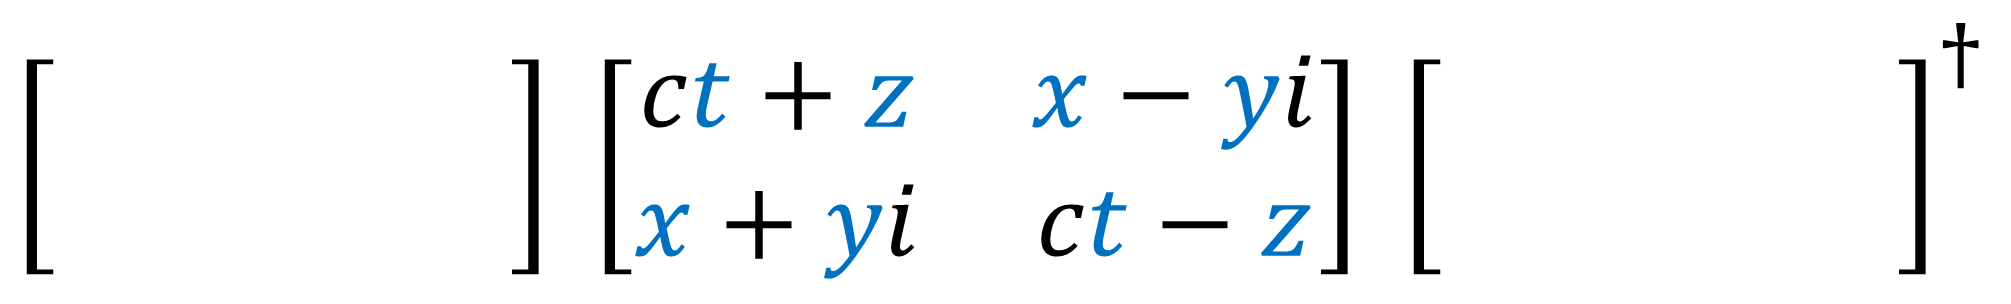 [ ] [ct + z x − yi] [ ]†
[x + yi ct − z]